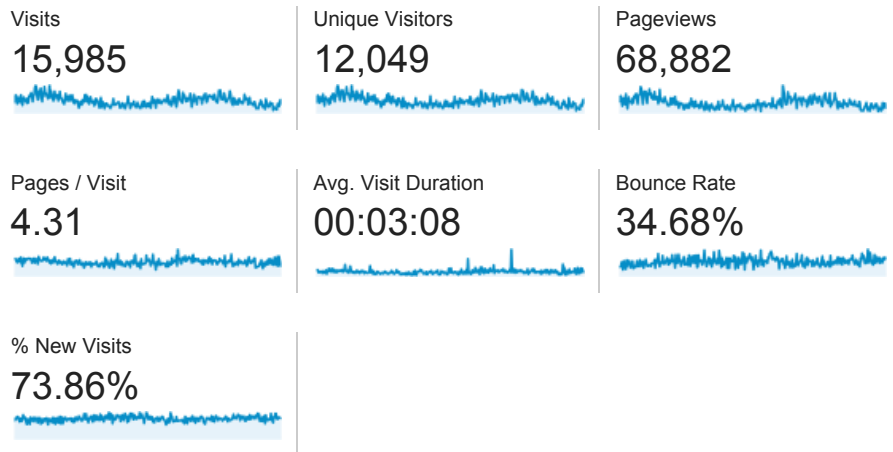 Visits
15,985
Unique Visitors
12,049
Pageviews
68,882
Pages / Visit
4.31
Avg. Visit Duration
00:03:08
Bounce Rate
34.68%
% New Visits
73.86%